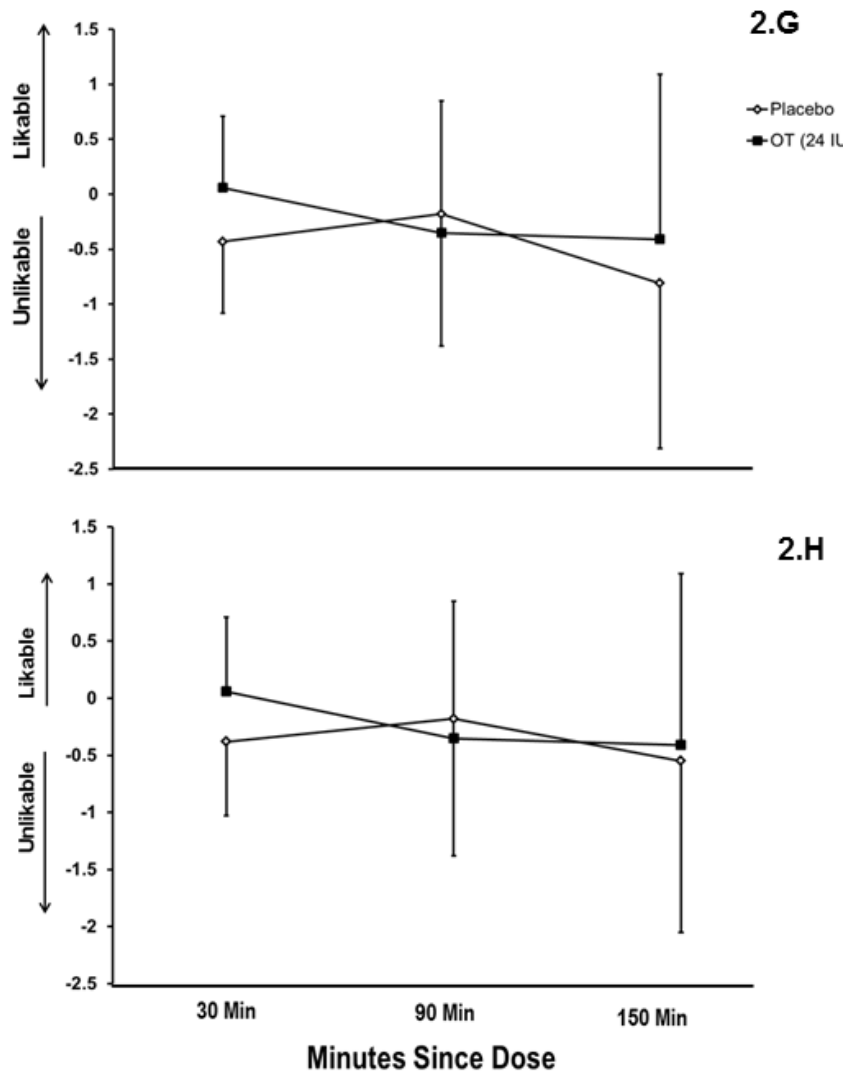 2.G
Likable
Unlikable
1.5
1
0.5
0
-0.5
-1
-1.5
-2
-2.5
Placebo
OT (24 IU
2.H
Likable
Unlikable
1.5
1
0.5
0
-0.5
-1
-1.5
-2
-2.5
30 Min 90 Min 150 Min
Minutes Since Dose